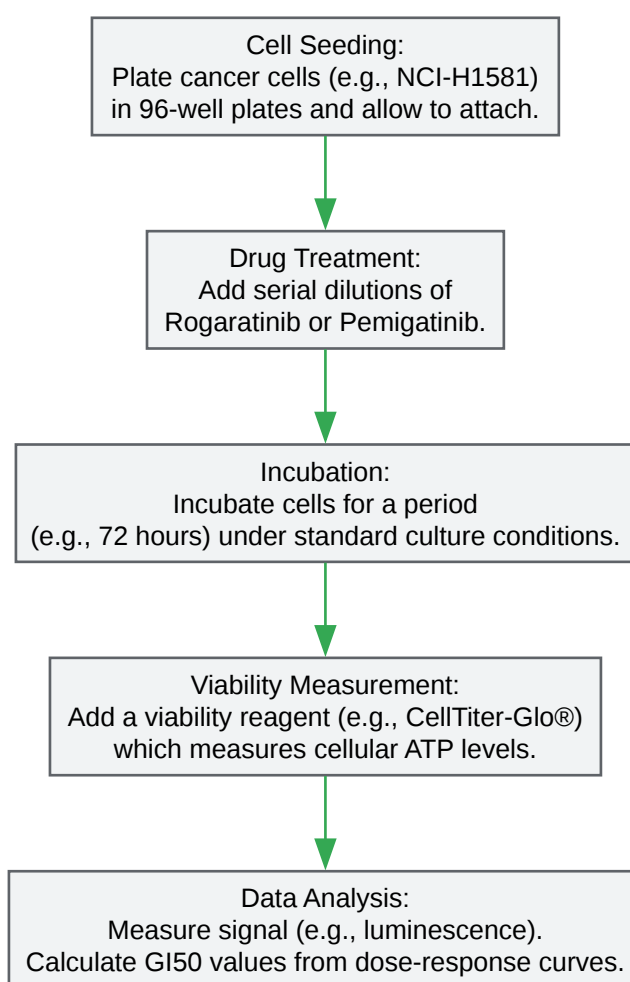 Cell Seeding:
Plate cancer cells (e.g., NCI-H1581)
in 96-well plates and allow to attach.
Drug Treatment:
Add serial dilutions of
Rogaratinib or Pemigatinib.
Incubation:
Incubate cells for a period
(e.g., 72 hours) under standard culture conditions.
Viability Measurement:
Add a viability reagent (e.g., CellTiter-Glo®)
which measures cellular ATP levels.
Data Analysis:
Measure signal (e.g., luminescence).
Calculate GI50 values from dose-response curves.